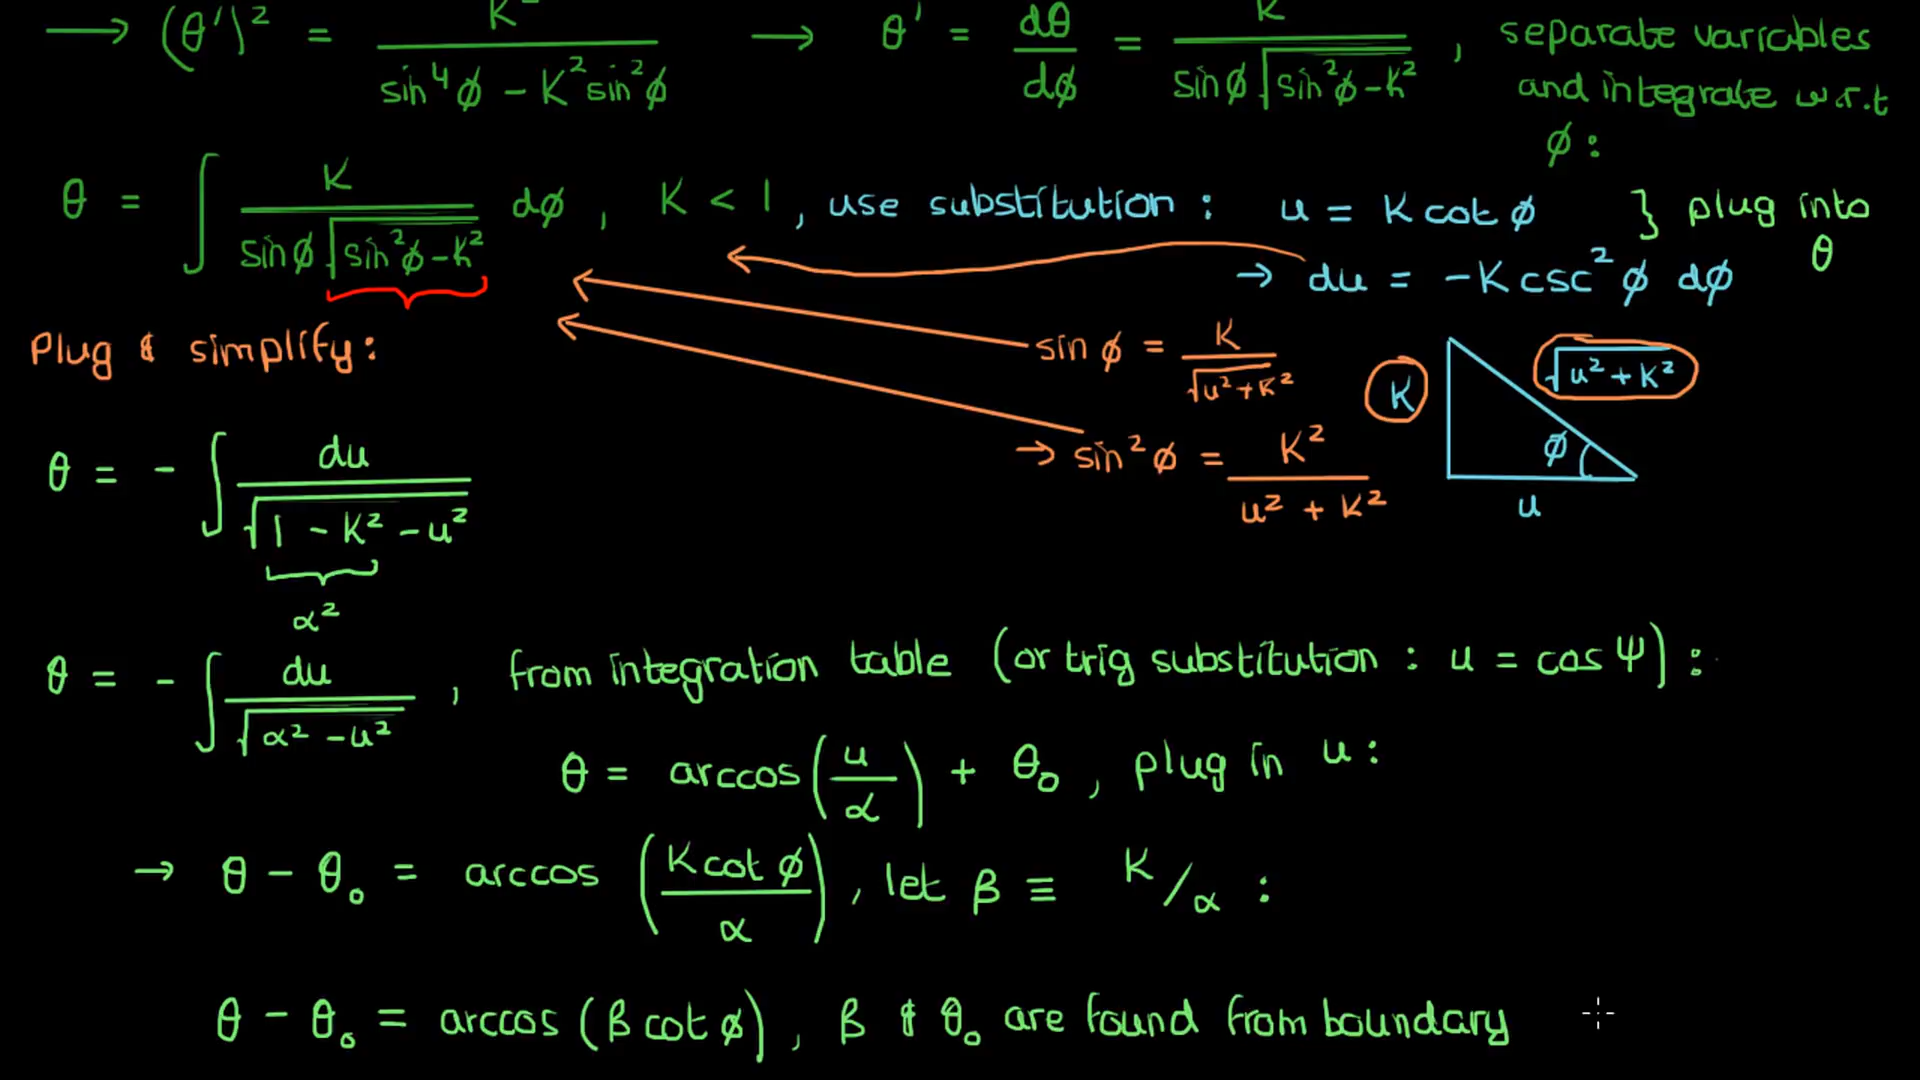 → (θ')² = K² / (sin⁴φ − K²sin²φ) → θ' = dθ/dφ = K / (sinφ √(sin²φ − K²)) , separate variables
and integrate w.r.t
φ:
θ = ∫ K / (sinφ √(sin²φ − K²)) dφ , K < 1 , use substitution : u = K cot φ } plug into
θ
→ du = −K csc²φ dφ
Plug & simplify:
sin φ = K / √(u² + K²)
K
√(u² + K²)
φ
u
→ sin²φ = K² / (u² + K²)
θ = − ∫ du / √(1 − K² − u²)
α²
θ = − ∫ du / √(α² − u²) , from integration table (or trig substitution : u = cos Ψ) :
θ = arccos(u/α) + θ₀ , plug in u :
→ θ − θ₀ = arccos (K cot φ / α) , let β ≡ K/α :
θ − θ₀ = arccos (β cot φ) , β & θ₀ are found from boundary